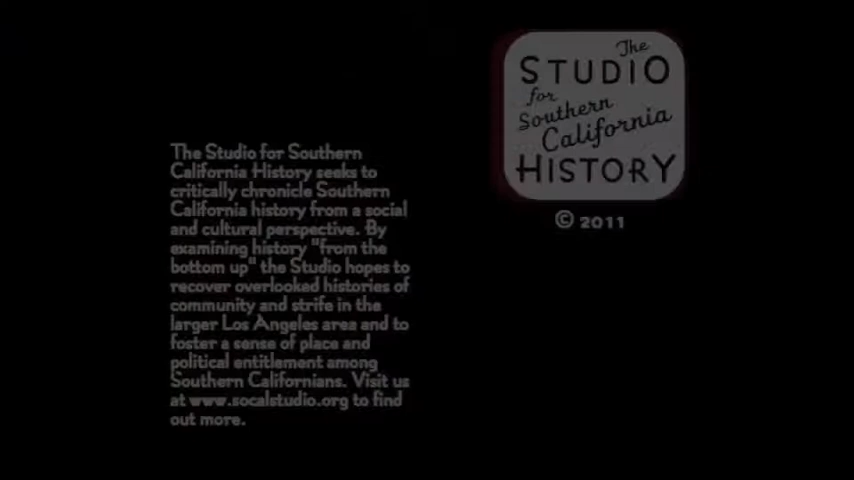 The Studio for Southern
California History seeks to
critically chronicle Southern
California history from a social
and cultural perspective. By
examining history "from the
bottom up" the Studio hopes to
recover overlooked histories of
community and strife in the
larger Los Angeles area and to
foster a sense of place and
political entitlement among
Southern Californians. Visit us
at www.socalstudio.org to find
out more.
The
STUDIO
for
Southern
California
HISTORY
© 2011